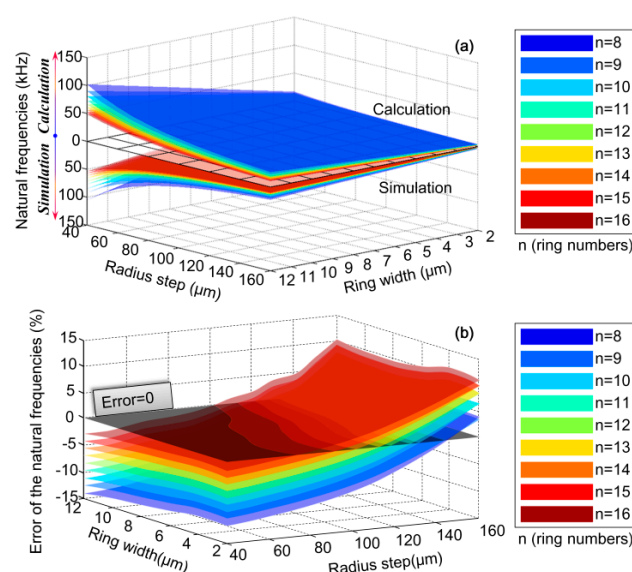 (a)
Natural frequencies (kHz)
Simulation Calculation
150
100
50
0
50
100
150
Calculation
Simulation
40
60
80
100
120
140
160
Radius step (μm)
12 11 10 9 8 7 6 5 4 3 2
Ring width (μm)
n=8
n=9
n=10
n=11
n=12
n=13
n=14
n=15
n=16
n (ring numbers)
(b)
Error of the natural frequencies (%)
15
10
5
0
-5
-10
-15
Error=0
12
10
8
6
4
2
Ring width(μm)
40 60 80 100 120 140 160
Radius step(μm)
n=8
n=9
n=10
n=11
n=12
n=13
n=14
n=15
n=16
n (ring numbers)